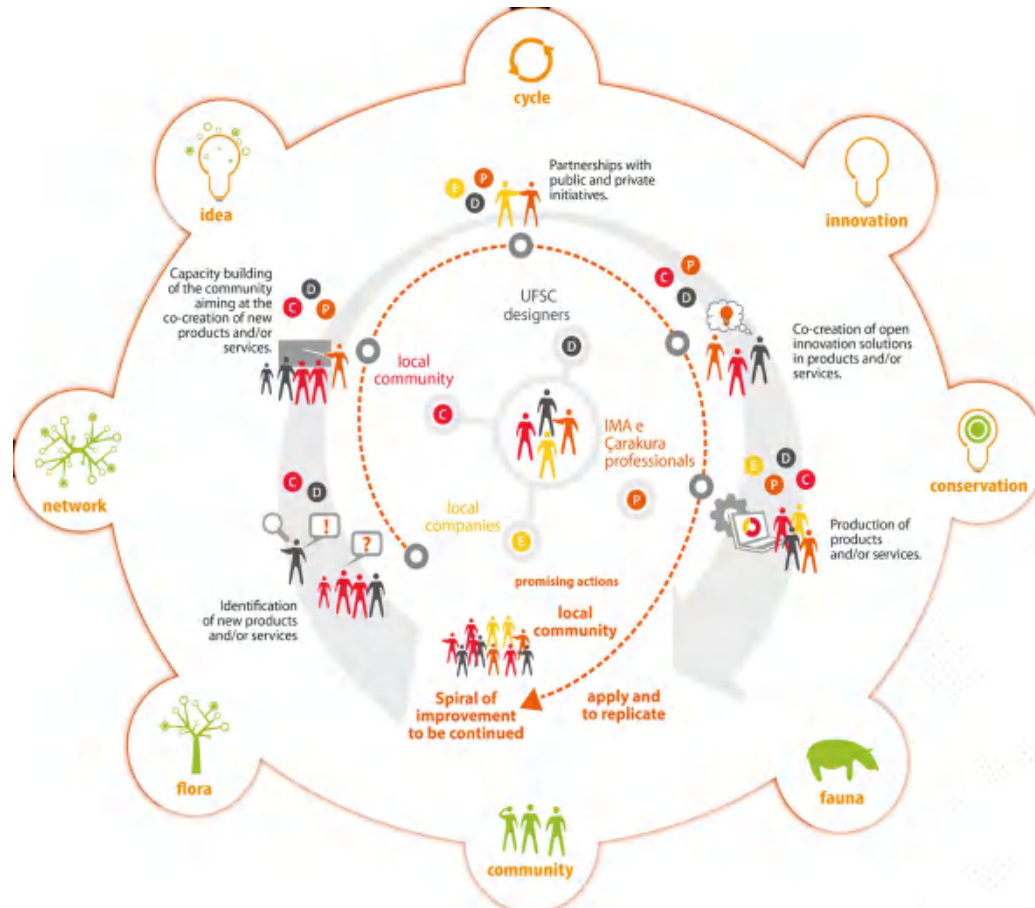 cycle
idea
innovation
Partnerships with
public and private
initiatives.
E
P
D
Capacity building
of the community
aiming at the
co-creation of new
products and/or
services.
D
C
P
UFSC
designers
D
C
P
D
Co-creation of open
innovation solutions
in products and/or
services.
local
community
C
IMA e
Çarakura
professionals
P
network
conservation
C
D
!
?
local
companies
E
E
D
P
C
Production of
products
and/or services.
Identification
of new products
and/or services
promising actions
local
community
Spiral of
improvement
to be continued
apply and
to replicate
flora
fauna
community